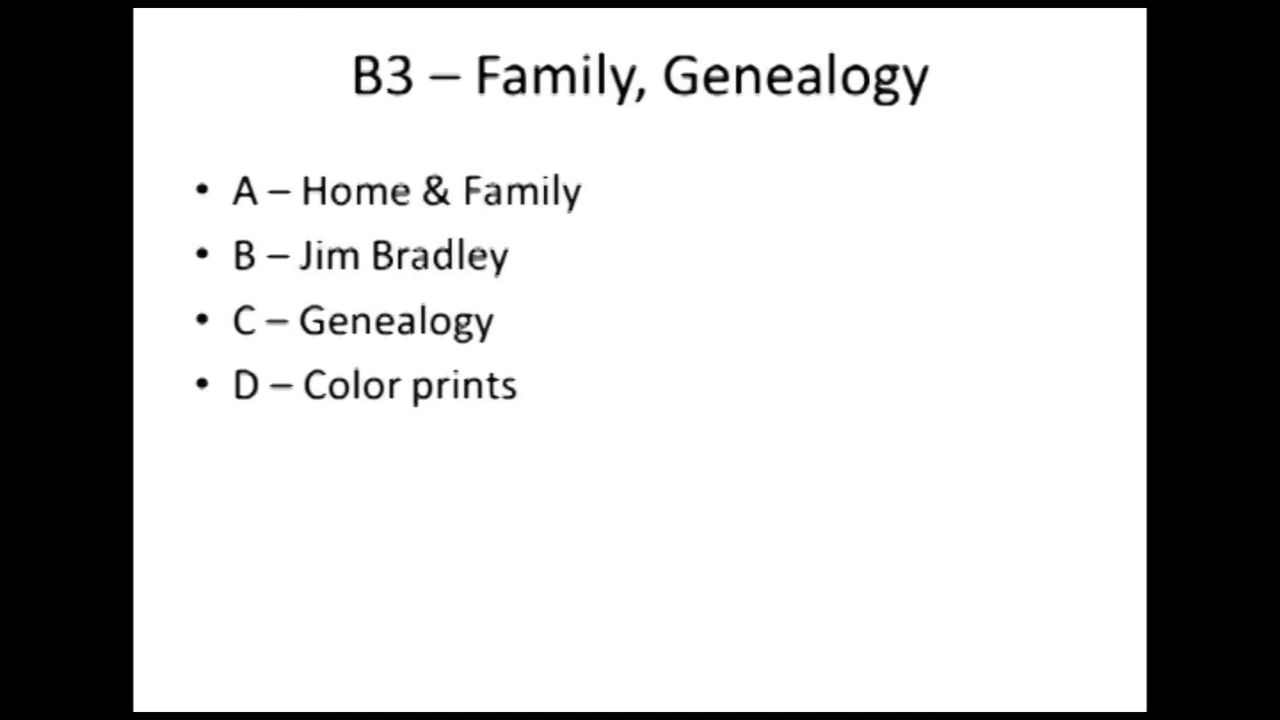 B3 – Family, Genealogy
• A – Home & Family
• B – Jim Bradley
• C – Genealogy
• D – Color prints